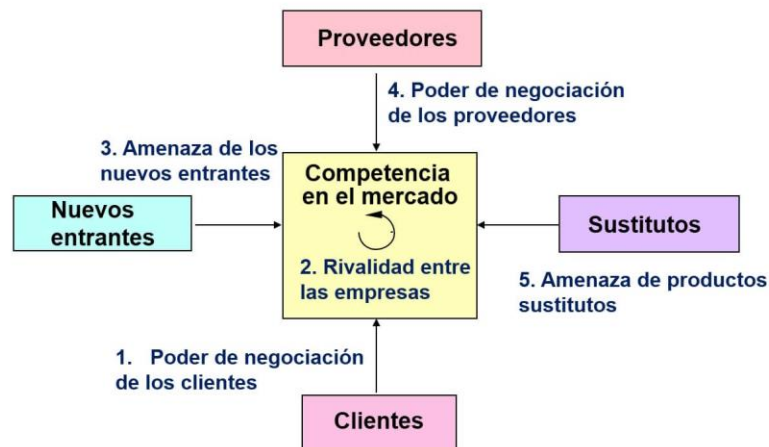 Proveedores
4. Poder de negociación
de los proveedores
3. Amenaza de los
nuevos entrantes
Competencia
en el mercado
Nuevos
entrantes
Sustitutos
2. Rivalidad entre
las empresas
5. Amenaza de productos
sustitutos
1. Poder de negociación
de los clientes
Clientes